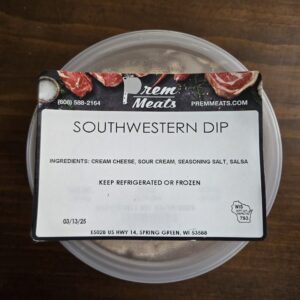 Prem
Meats
(608) 588-2164
PREMMEATS.COM
SOUTHWESTERN DIP
INGREDIENTS: CREAM CHEESE, SOUR CREAM, SEASONING SALT, SALSA
KEEP REFRIGERATED OR FROZEN
03/13/25
E5028 US HWY 14, SPRING GREEN, WI 53588